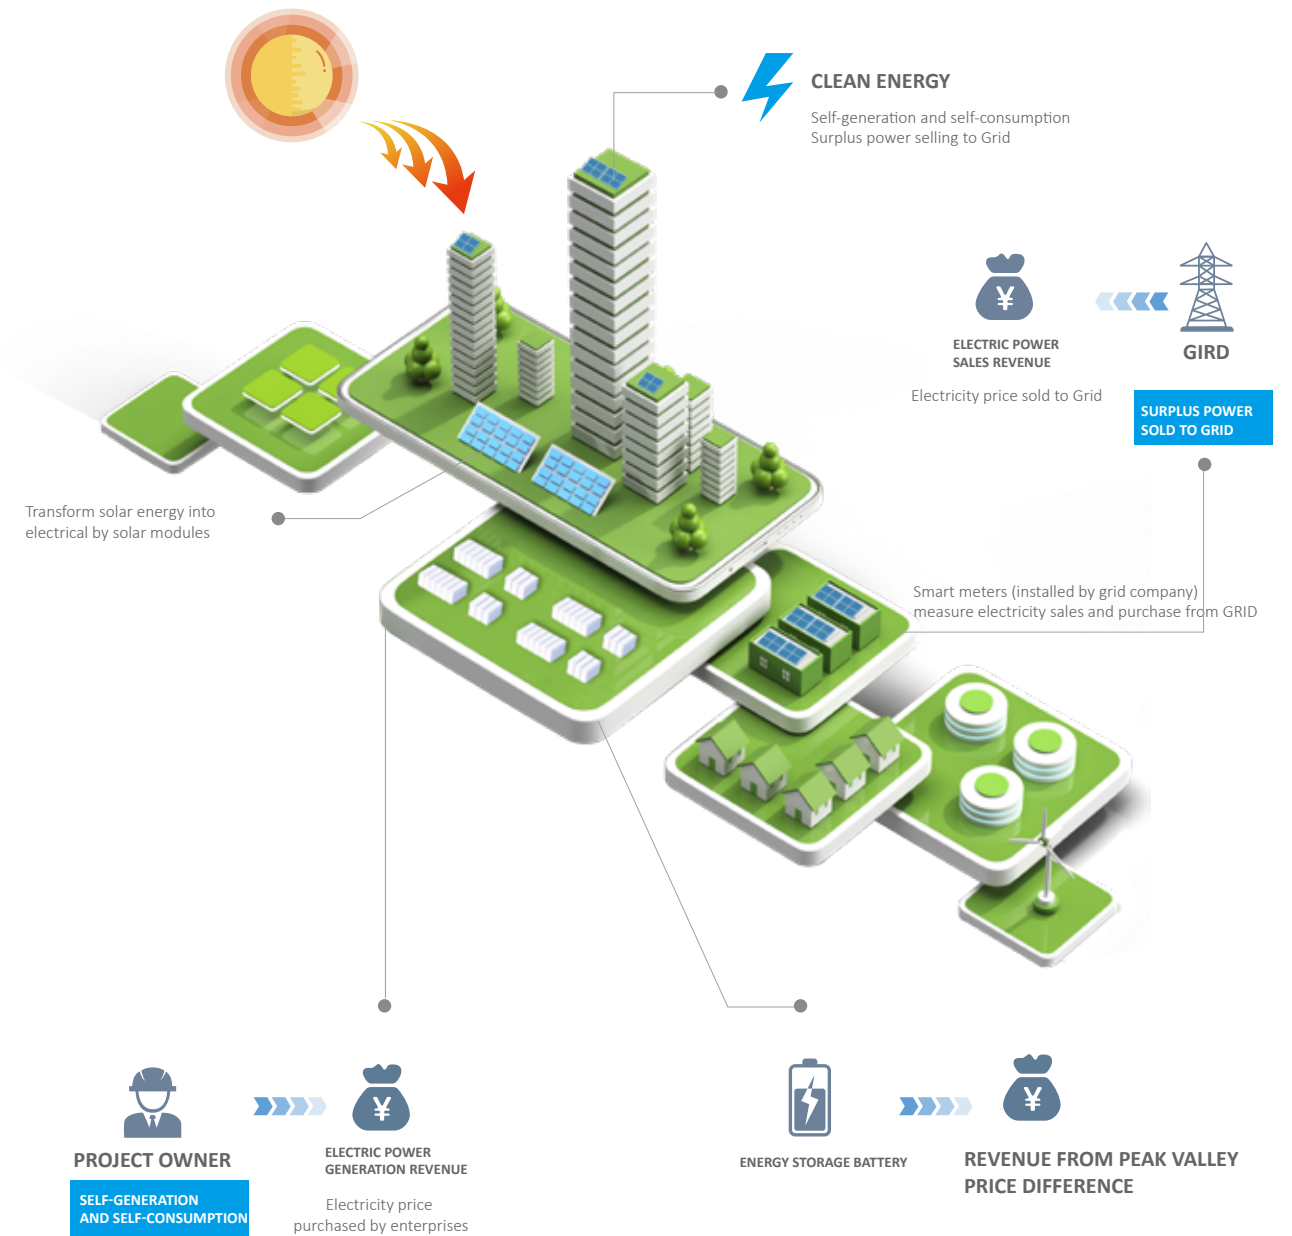 CLEAN ENERGY
Self-generation and self-consumption
Surplus power selling to Grid
¥
ELECTRIC POWER
SALES REVENUE
Electricity price sold to Grid
GIRD
SURPLUS POWER
SOLD TO GRID
Transform solar energy into
electrical by solar modules
Smart meters (installed by grid company)
measure electricity sales and purchase from GRID
PROJECT OWNER
SELF-GENERATION
AND SELF-CONSUMPTION
¥
ELECTRIC POWER
GENERATION REVENUE
Electricity price
purchased by enterprises
ENERGY STORAGE BATTERY
¥
REVENUE FROM PEAK VALLEY
PRICE DIFFERENCE